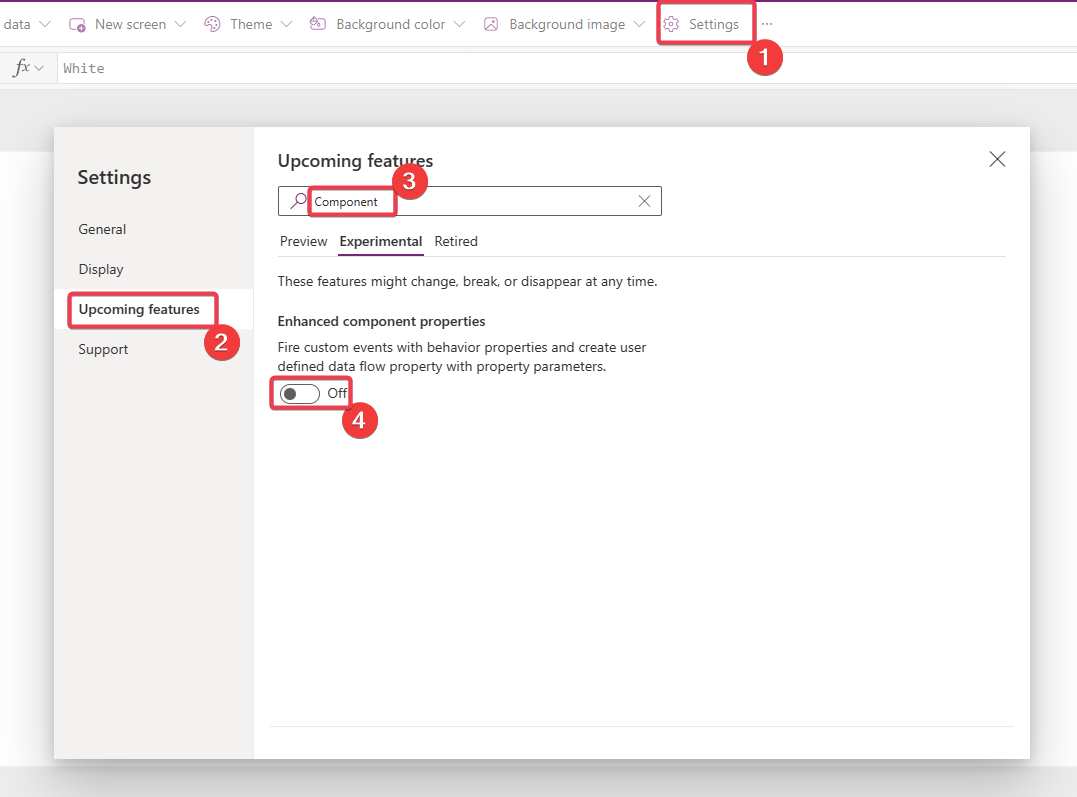 data New screen Theme Background color Background image Settings ...
1
fx White
Settings
General
Display
Upcoming features
2
Support
Upcoming features
3
Component
Preview Experimental Retired
These features might change, break, or disappear at any time.
Enhanced component properties
Fire custom events with behavior properties and create user
defined data flow property with property parameters.
Off
4